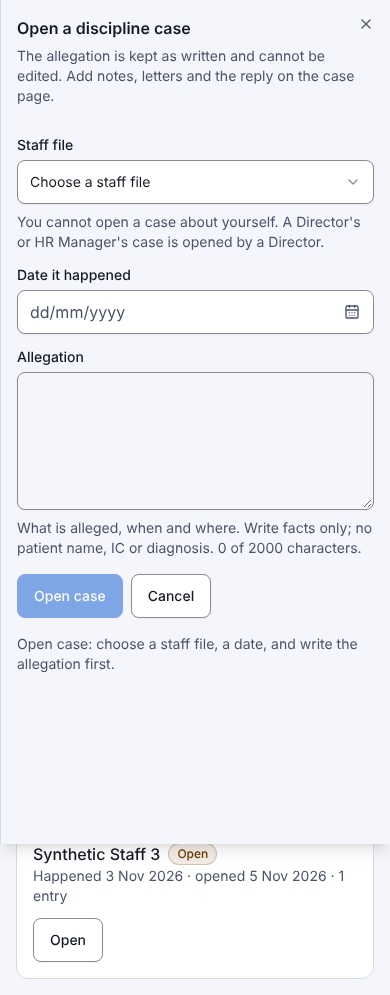 Open a discipline case
The allegation is kept as written and cannot be
edited. Add notes, letters and the reply on the case
page.
Staff file
Choose a staff file
You cannot open a case about yourself. A Director's
or HR Manager's case is opened by a Director.
Date it happened
dd/mm/yyyy
Allegation
What is alleged, when and where. Write facts only; no
patient name, IC or diagnosis. 0 of 2000 characters.
Open case
Cancel
Open case: choose a staff file, a date, and write the
allegation first.
Synthetic Staff 3 Open
Happened 3 Nov 2026 · opened 5 Nov 2026 · 1
entry
Open